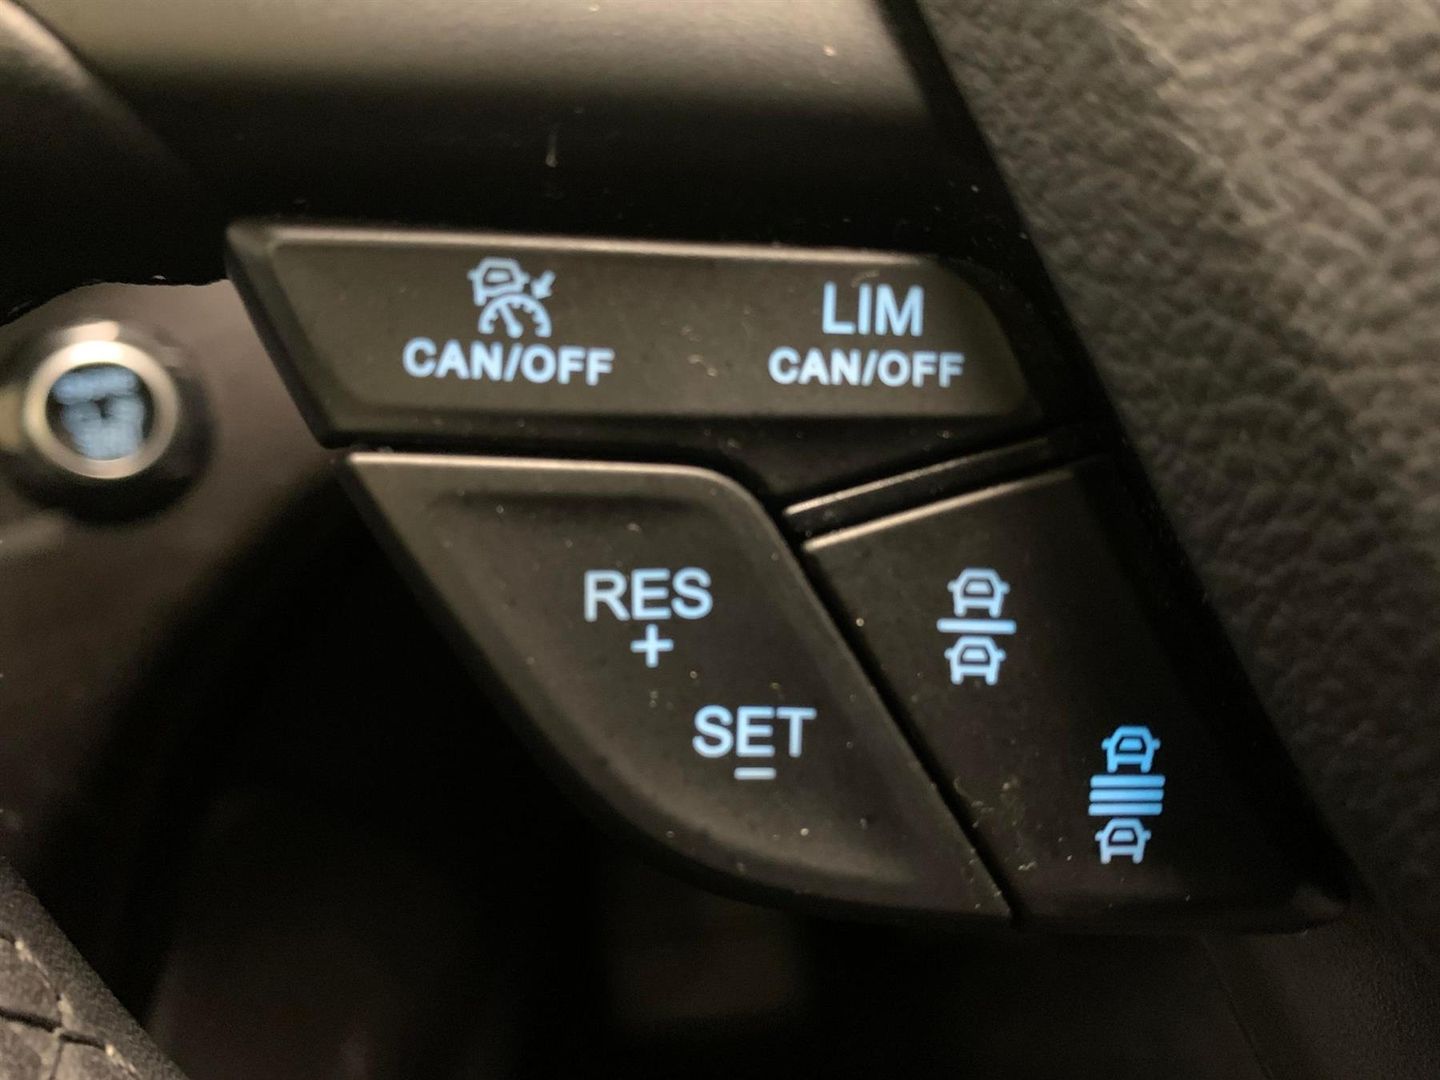 LIM
CAN/OFF CAN/OFF
RES
+
SET
–